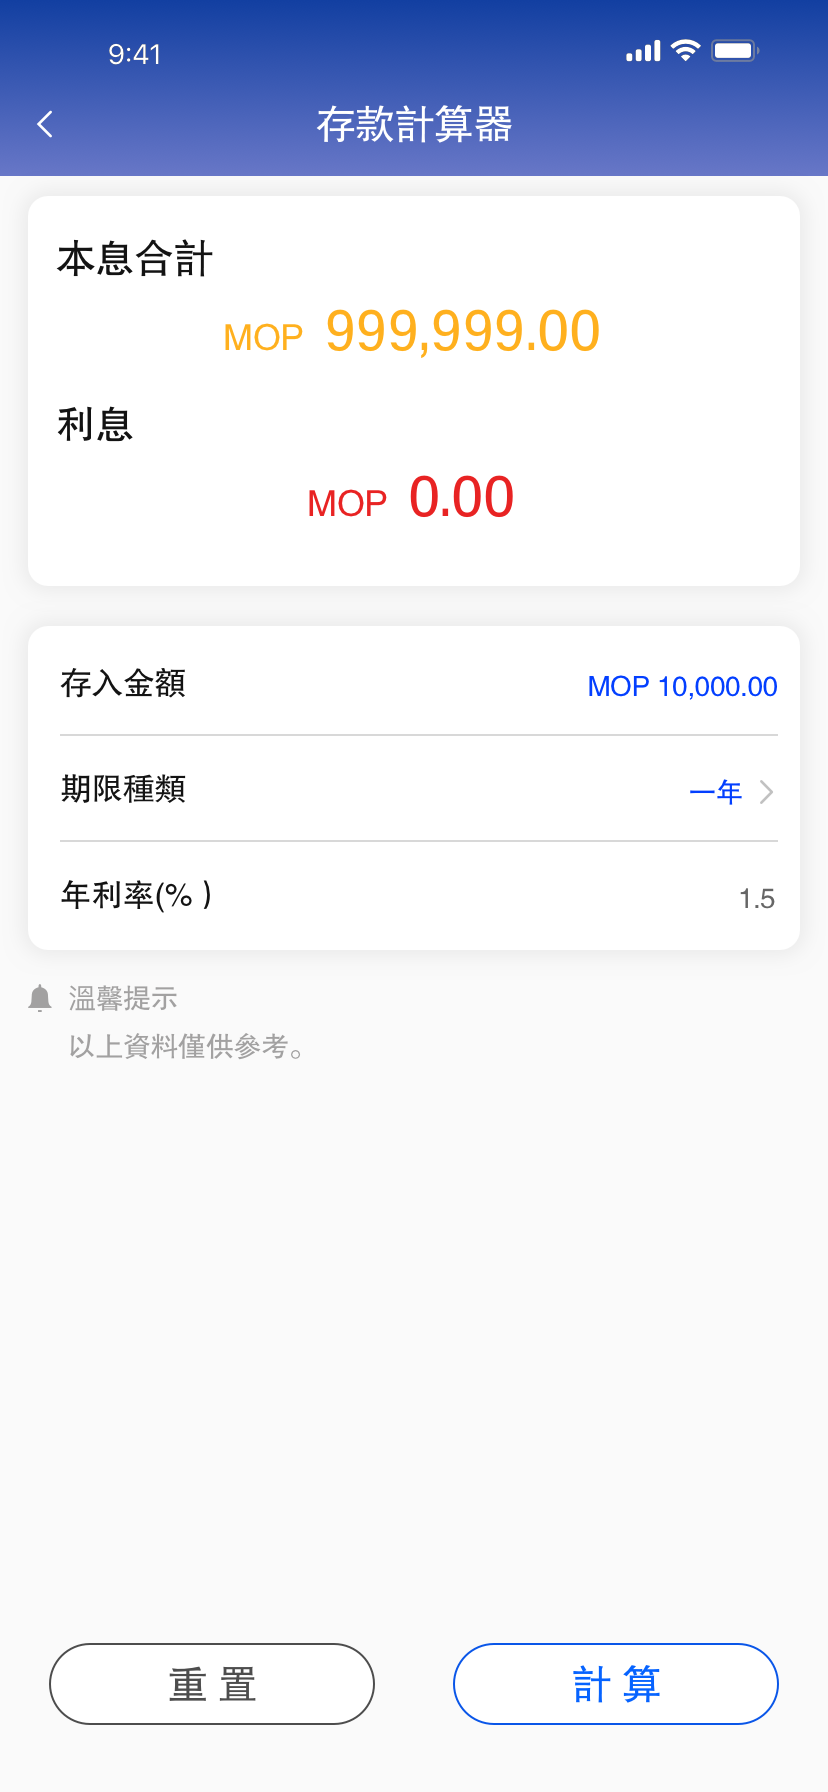 9:41
存款計算器
本息合計
MOP 999,999.00
利息
MOP 0.00
存入金額
MOP 10,000.00
期限種類
一年
年利率(% )
1.5
溫馨提示
以上資料僅供參考。
重 置
計 算